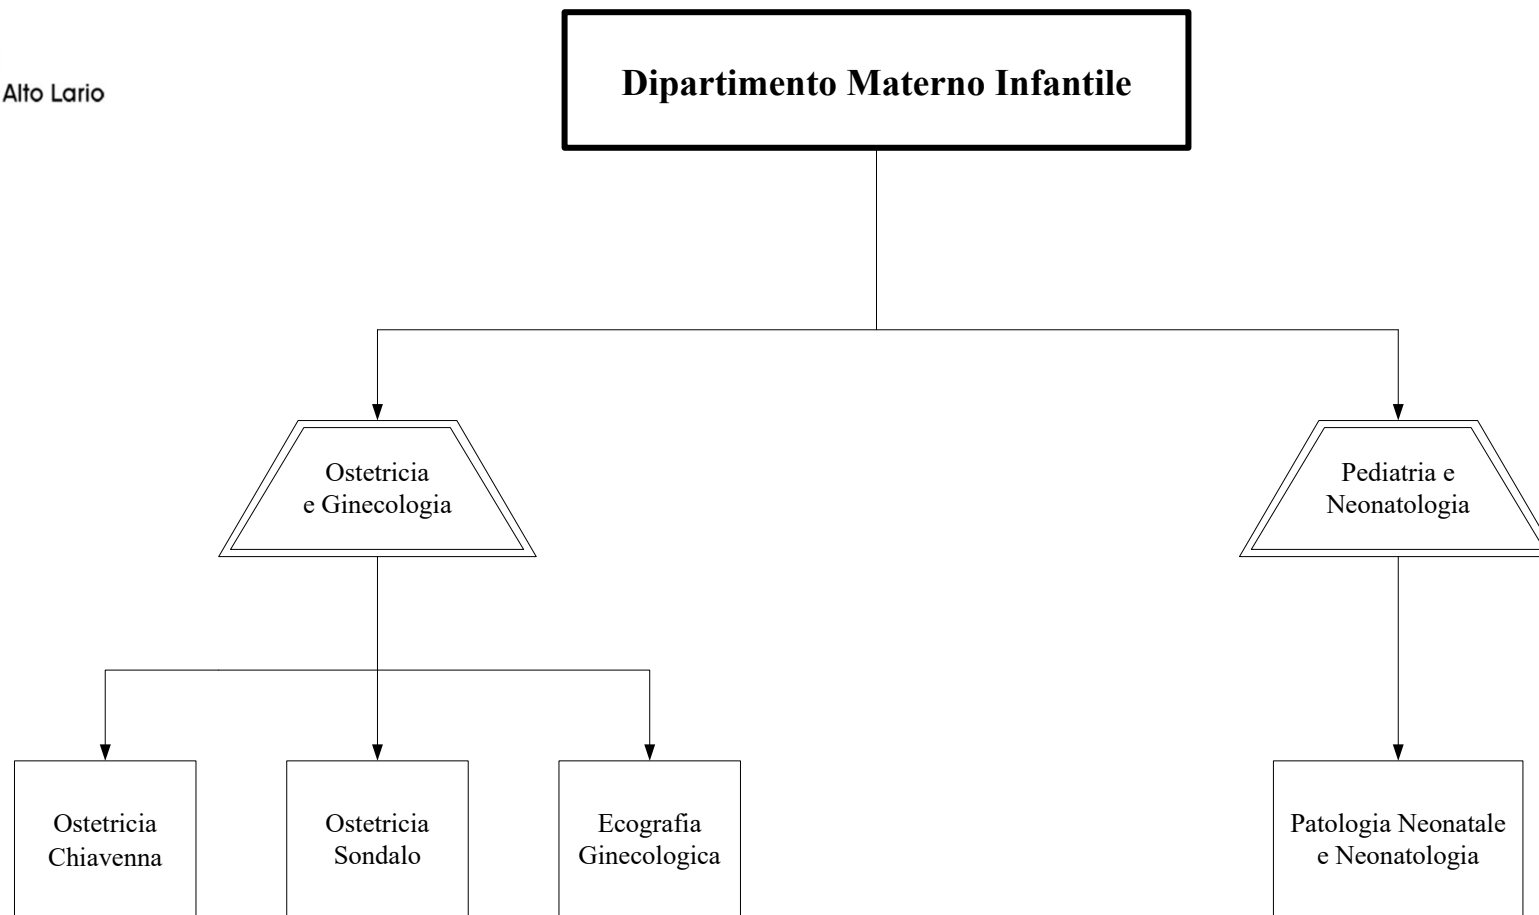 Alto Lario
Dipartimento Materno Infantile
Ostetricia
e Ginecologia
Pediatria e
Neonatologia
Ostetricia
Chiavenna
Ostetricia
Sondalo
Ecografia
Ginecologica
Patologia Neonatale
e Neonatologia